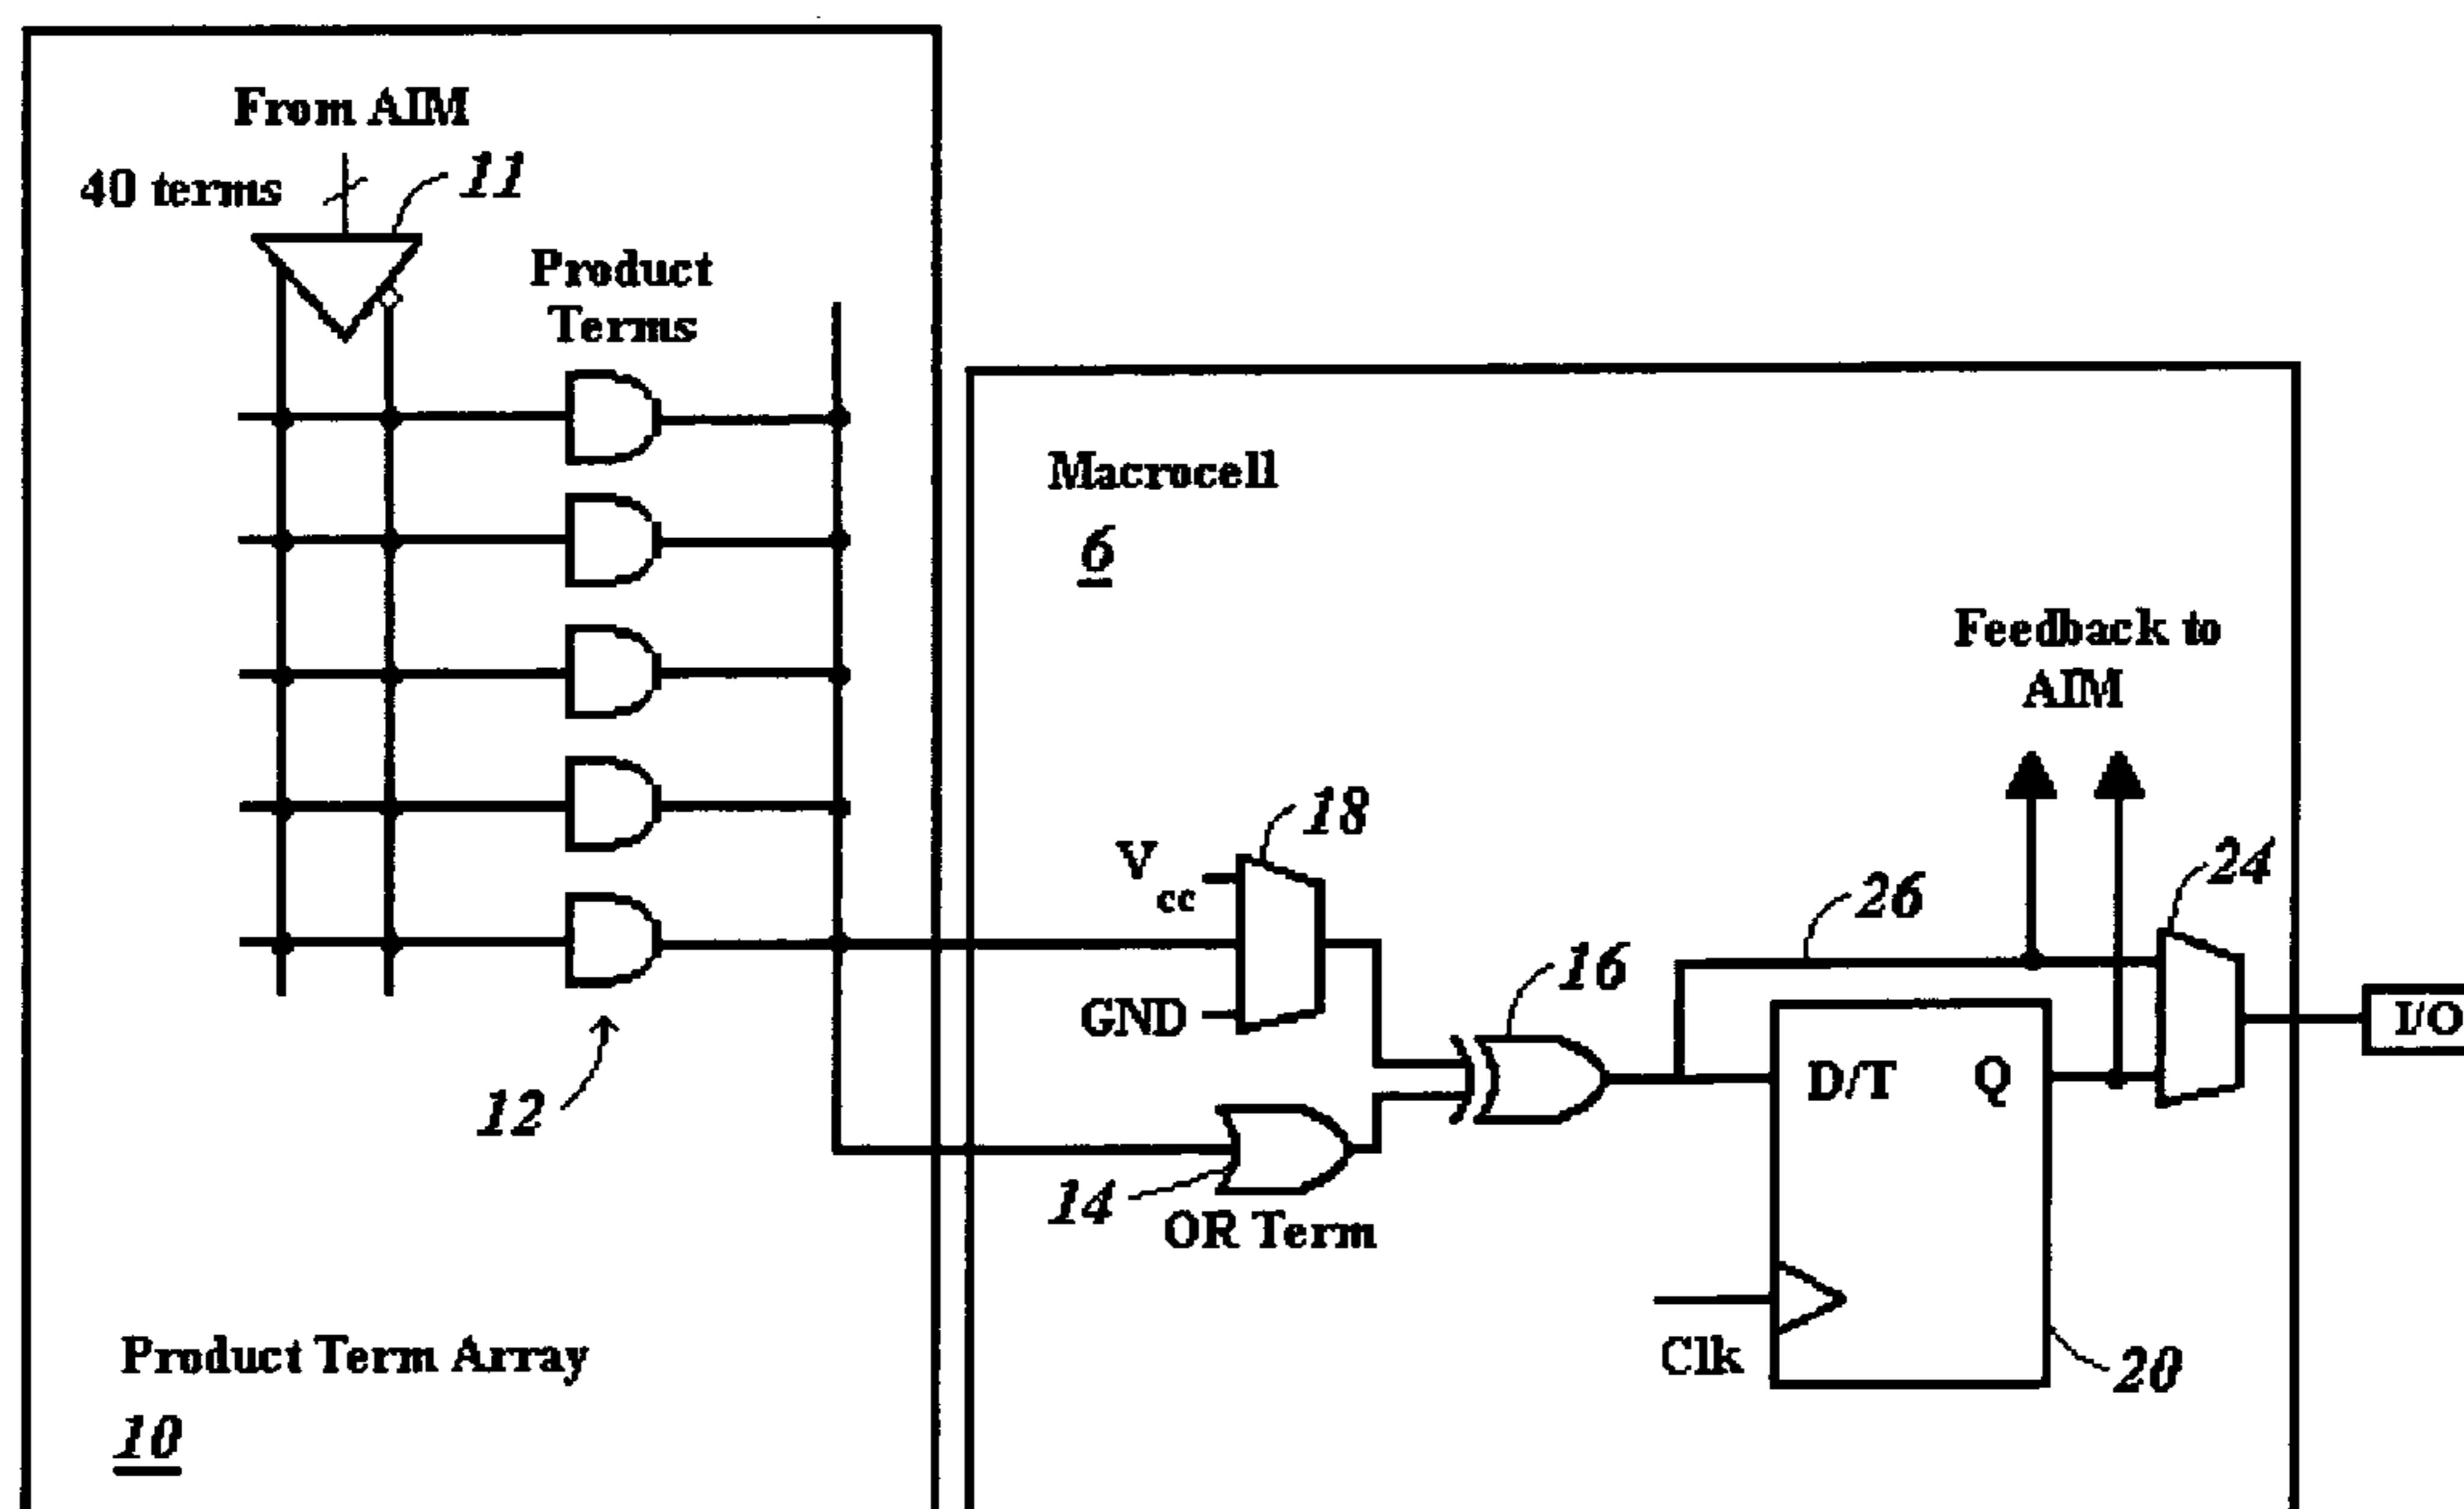 From AIM
40 terms
11
Product
Terms
12
Product Term Array
10
Macrocell
6
Feedback to
AIM
18
Vcc
GND
26
24
16
I/O
D/T
Q
14
OR Term
Clk
20